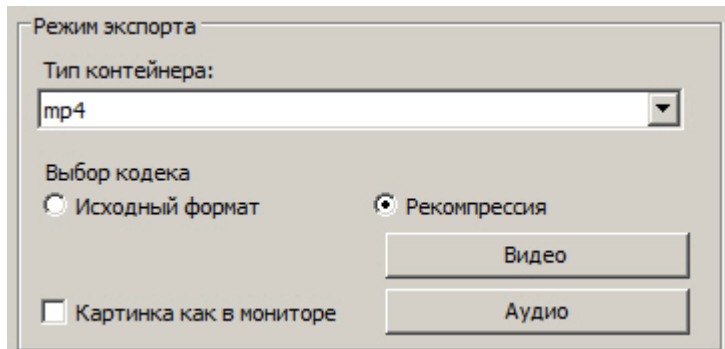 Режим экспорта
Тип контейнера:
mp4
Выбор кодека
Исходный формат
Рекомпрессия
Видео
Картинка как в мониторе
Аудио